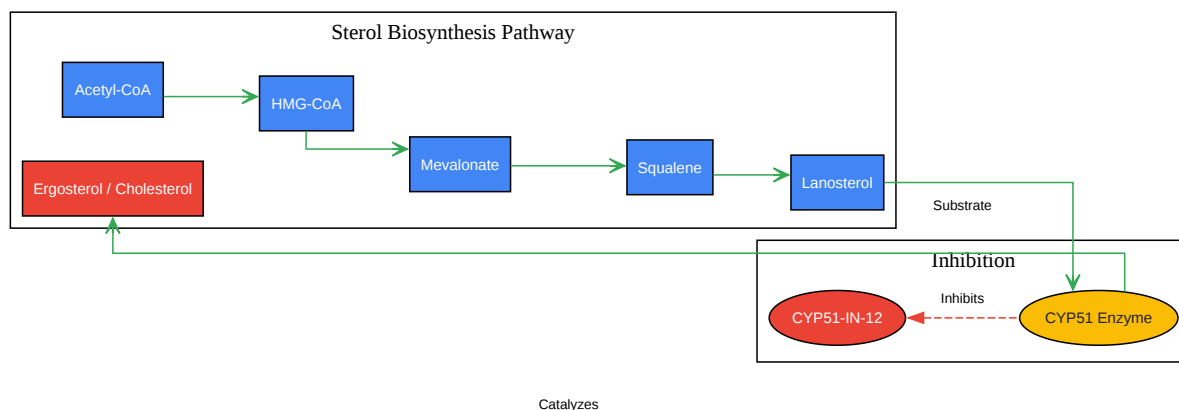 Sterol Biosynthesis Pathway
Acetyl-CoA
HMG-CoA
Mevalonate
Squalene
Lanosterol
Ergosterol / Cholesterol
Substrate
Inhibition
Inhibits
CYP51-IN-12
CYP51 Enzyme
Catalyzes